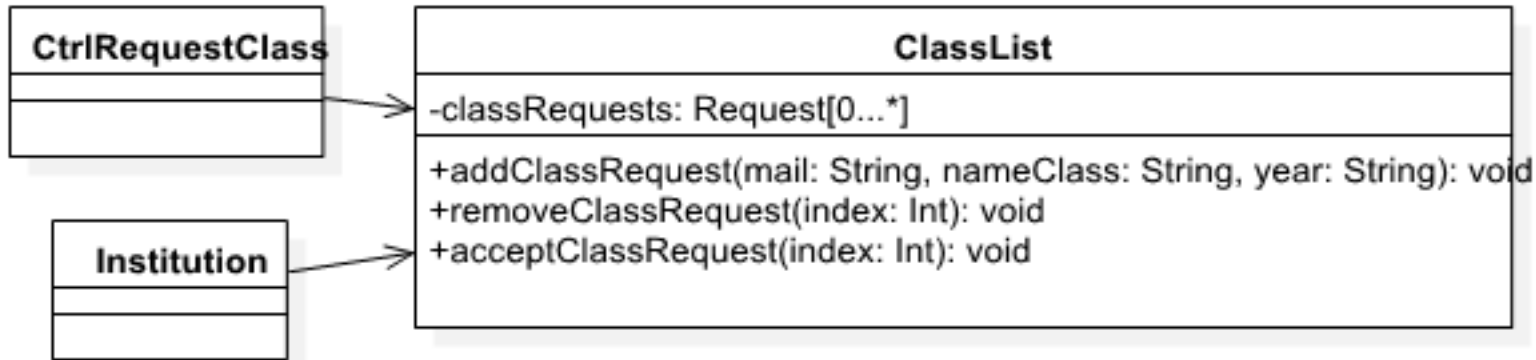 CtrlRequestClass
ClassList
-classRequests: Request[0...*]
+addClassRequest(mail: String, nameClass: String, year: String): void
+removeClassRequest(index: Int): void
+acceptClassRequest(index: Int): void
Institution